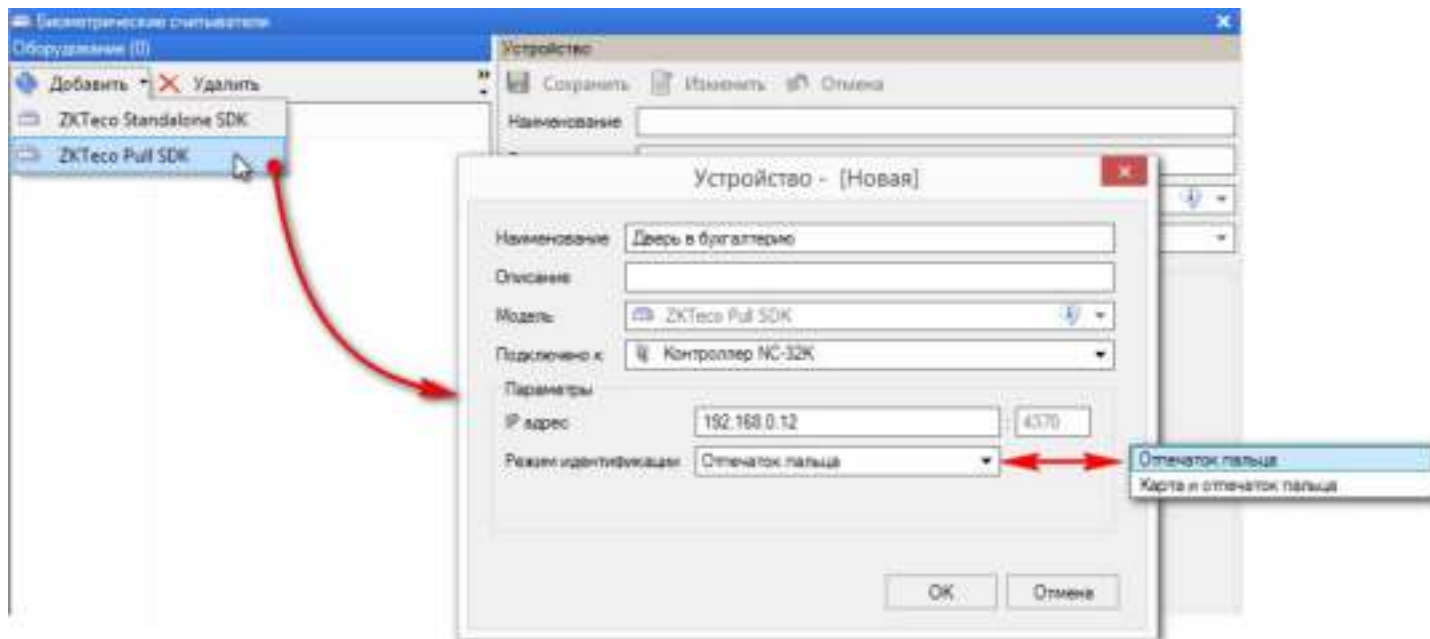 Биометрические считыватели
Оборудование (0)
Добавить
Удалить
ZKTeco Standalone SDK
ZKTeco Pull SDK
Устройство
Сохранить
Изменить
Отмена
Наименование
Устройство - [Новая]
Наименование
Дверь в бухгалтерию
Описание
Модель
ZKTeco Pull SDK
Подключено к
Контроллер NC-32K
Параметры
IP адрес
192.168.0.12
: 4370
Режим идентификации
Отпечаток пальца
Отпечаток пальца
Карта и отпечаток пальца
OK
Отмена